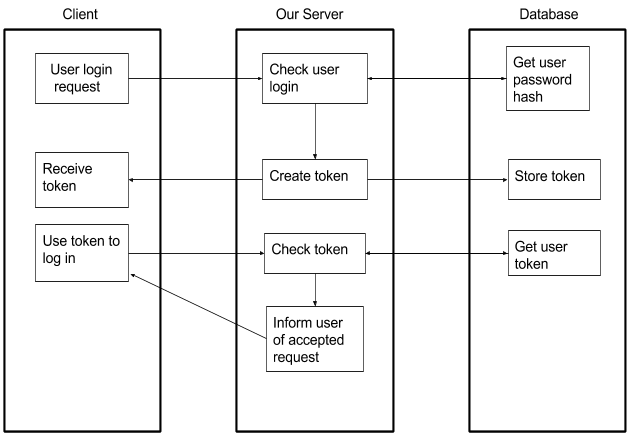 Client
Our Server
Database
User login
request
Check user
login
Get user
password
hash
Receive
token
Create token
Store token
Use token to
log in
Check token
Get user
token
Inform user
of accepted
request